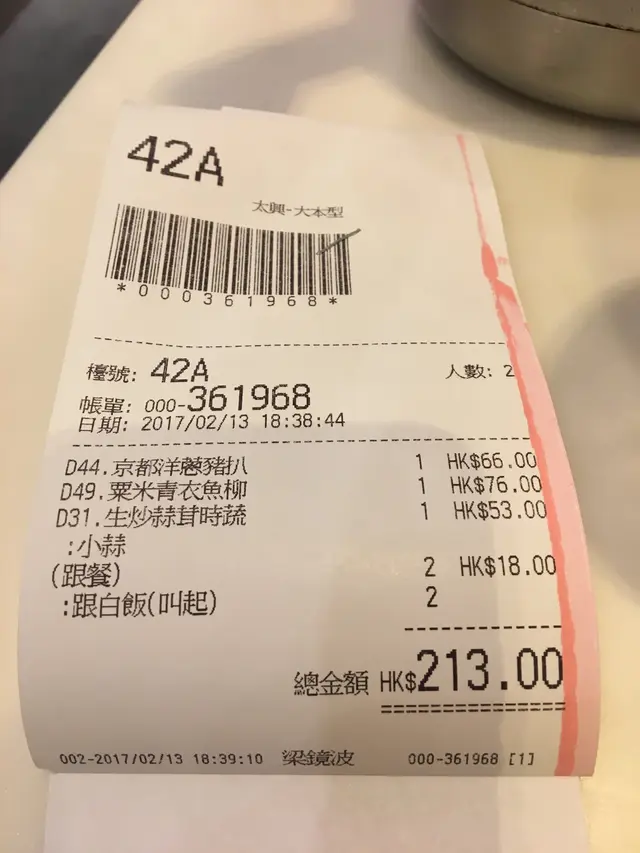 42A
太興-大本型
*000361968*
檯號: 42A 人數: 2
帳單: 000-361968
日期: 2017/02/13 18:38:44
D44.京都洋蔥豬扒 1 HK$66.00
D49.粟米青衣魚柳 1 HK$76.00
D31.生炒蒜茸時蔬 1 HK$53.00
:小蒜
(跟餐) 2 HK$18.00
:跟白飯(叫起) 2
總金額 HK$213.00
002-2017/02/13 18:39:10 梁鏡波 000-361968 [1]